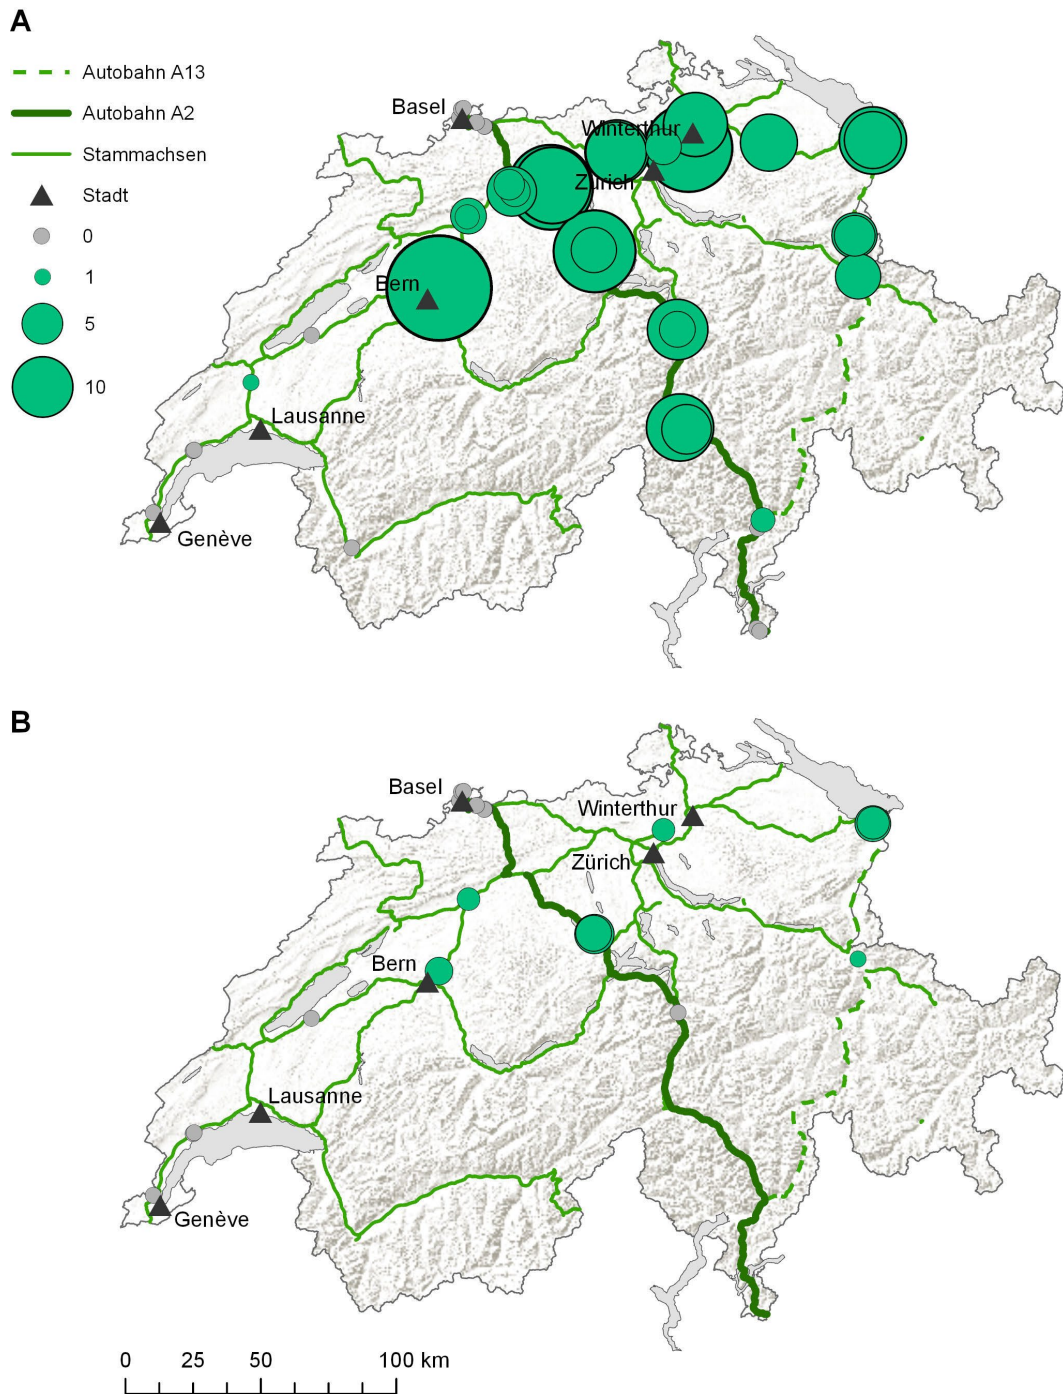 A
Autobahn A13
Autobahn A2
Stammachsen
Stadt
0
1
5
10
Basel
Winterthur
Zürich
Bern
Lausanne
Genève
B
Basel
Winterthur
Zürich
Bern
Lausanne
Genève
0 25 50 100 km